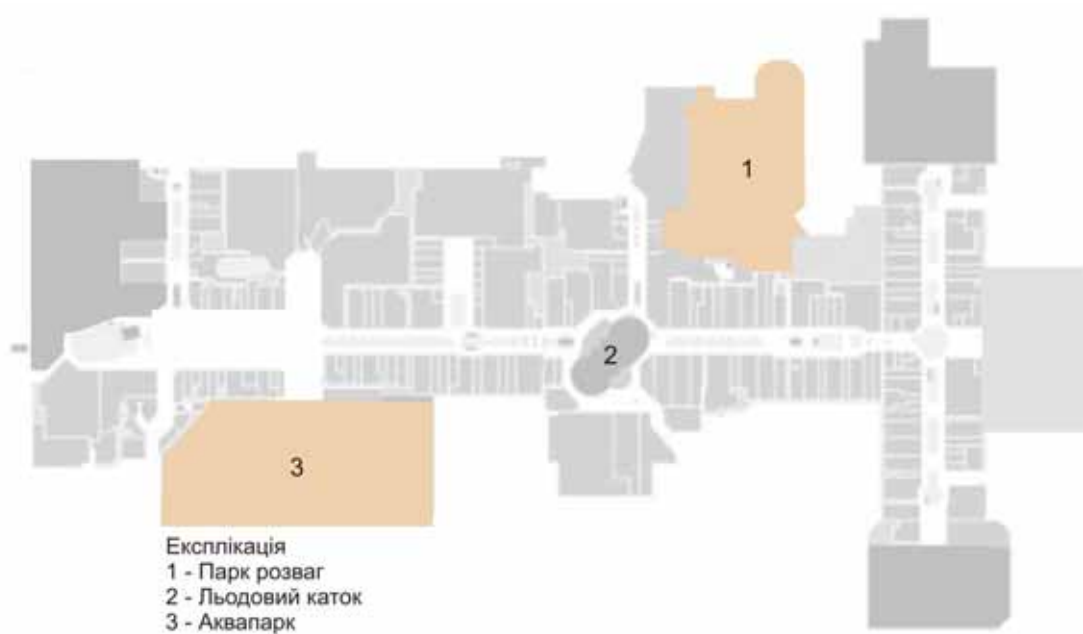 1
2
3
Експлікація
1 - Парк розваг
2 - Льодовий каток
3 - Аквапарк